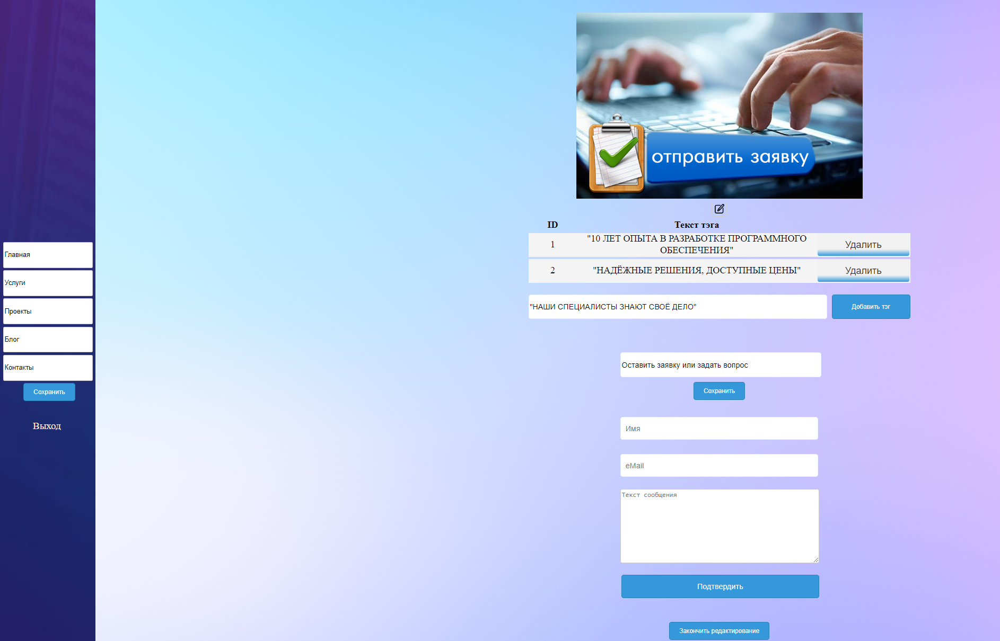 Главная
Услуги
Проекты
Блог
Контакты
Сохранить
Выход
отправить заявку
ID Текст тэга
1 "10 ЛЕТ ОПЫТА В РАЗРАБОТКЕ ПРОГРАММНОГО
ОБЕСПЕЧЕНИЯ" Удалить
2 "НАДЁЖНЫЕ РЕШЕНИЯ, ДОСТУПНЫЕ ЦЕНЫ" Удалить
"НАШИ СПЕЦИАЛИСТЫ ЗНАЮТ СВОЁ ДЕЛО" Добавить тэг
Оставить заявку или задать вопрос
Сохранить
Имя
eMail
Текст сообщения
Подтвердить
Закончить редактирование